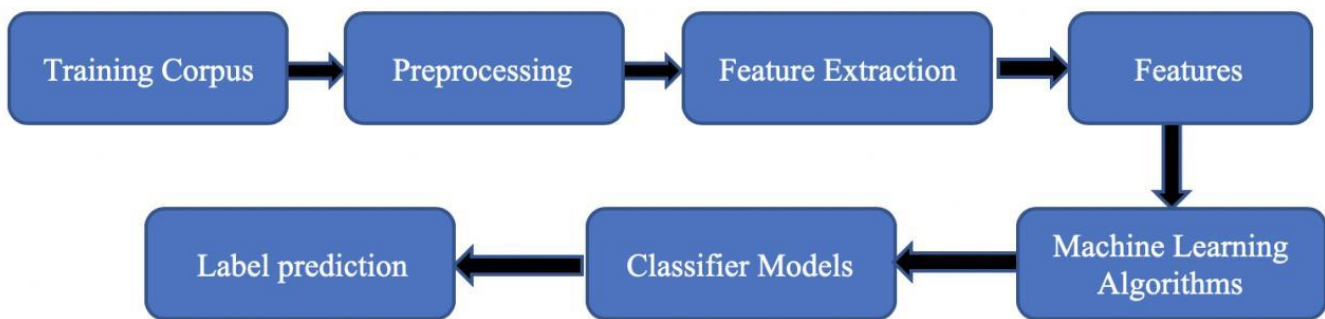 Training Corpus
Preprocessing
Feature Extraction
Features
Machine Learning
Algorithms
Classifier Models
Label prediction